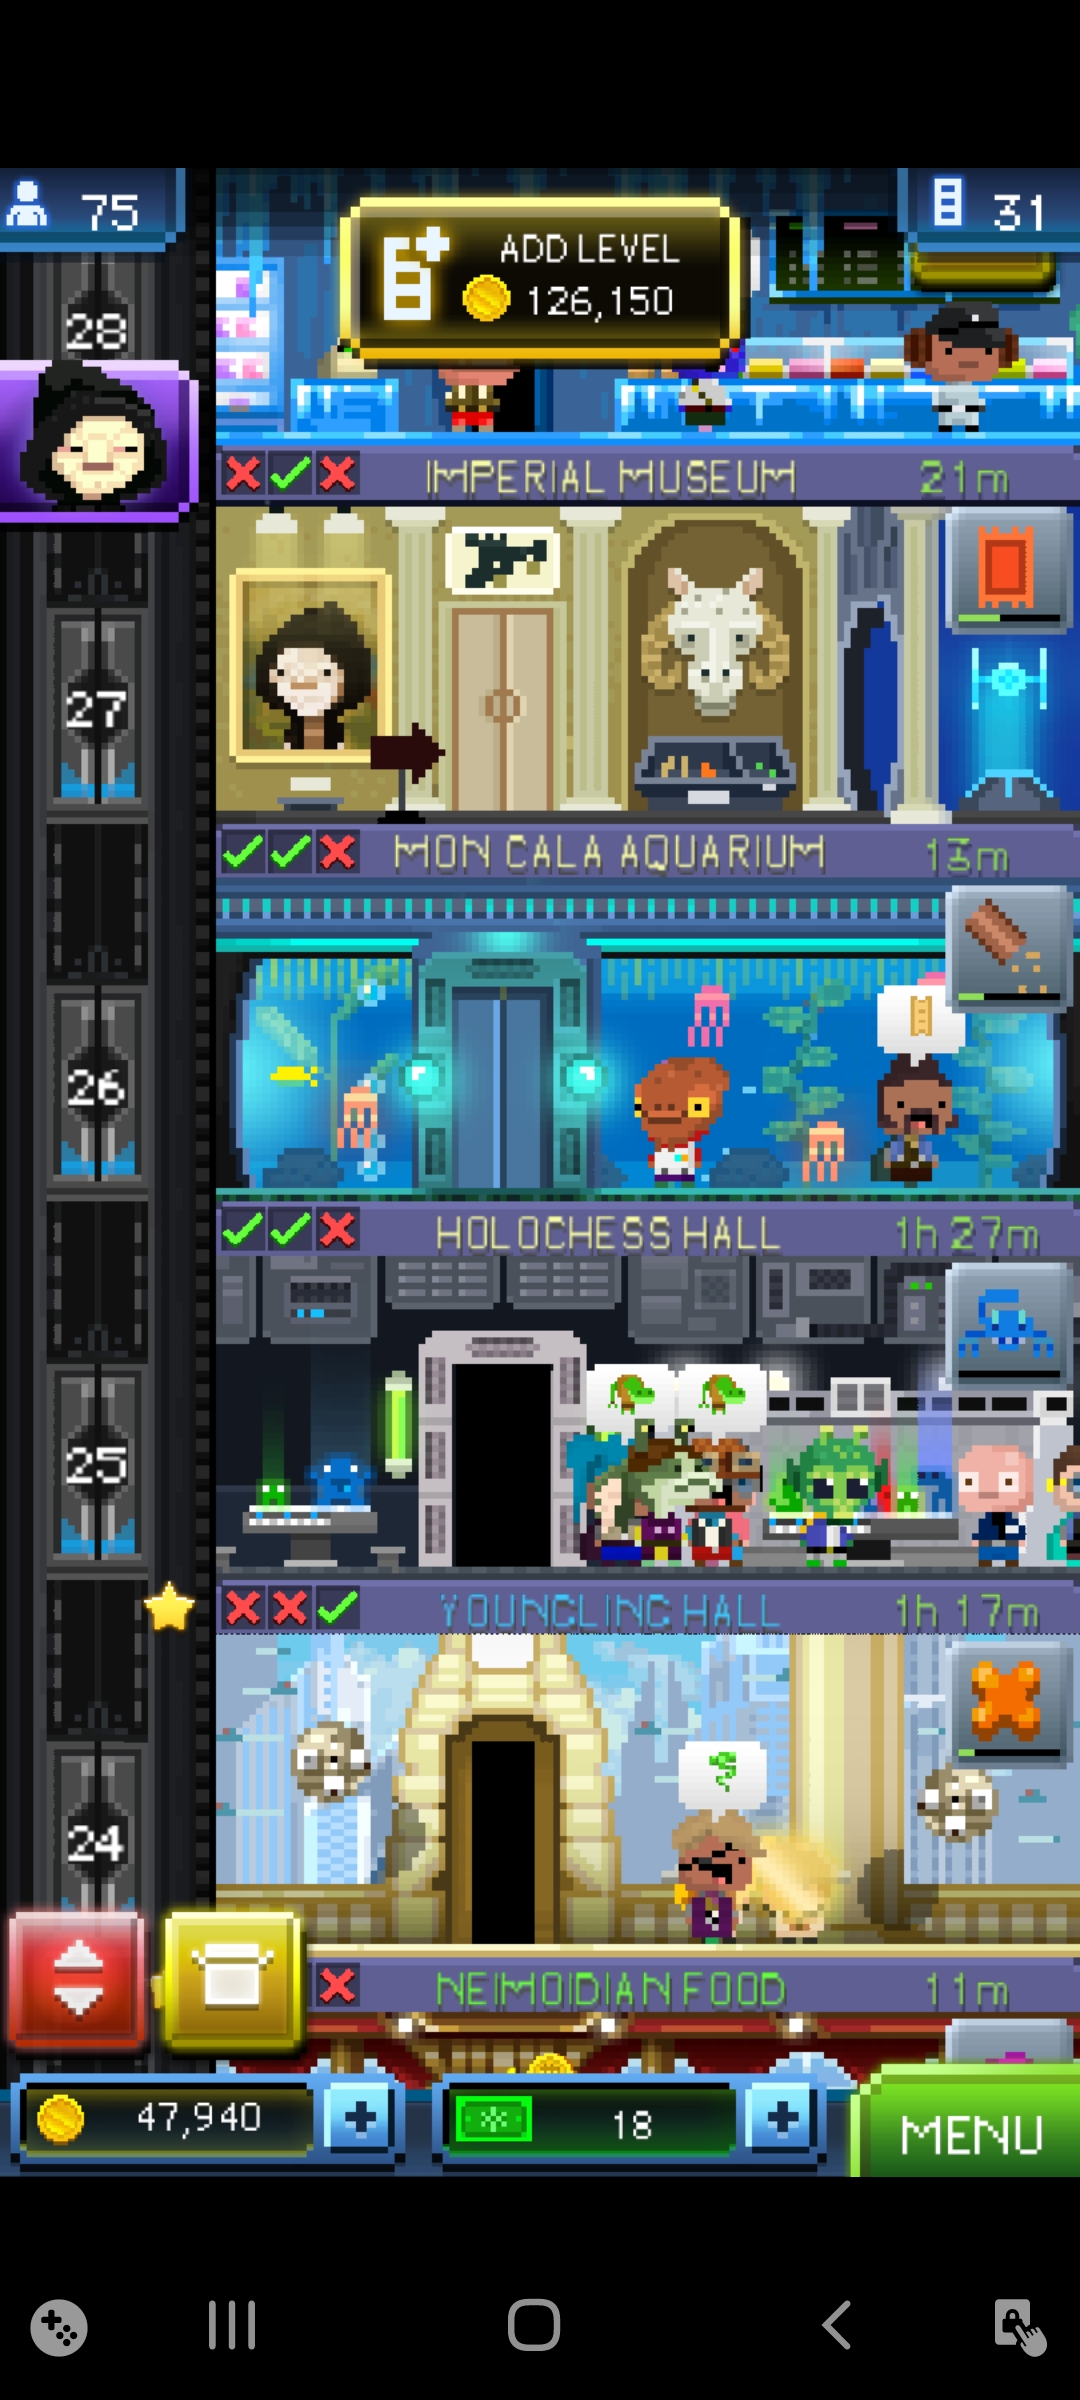 75
31
ADD LEVEL
126,150
28
IMPERIAL MUSEUM 21m
27
MON CALA AQUARIUM 13m
26
HOLOCHESS HALL 1h 27m
25
YOUNGLING HALL 1h 17m
24
NEIMOIDIAN FOOD 11m
47,940
18
MENU